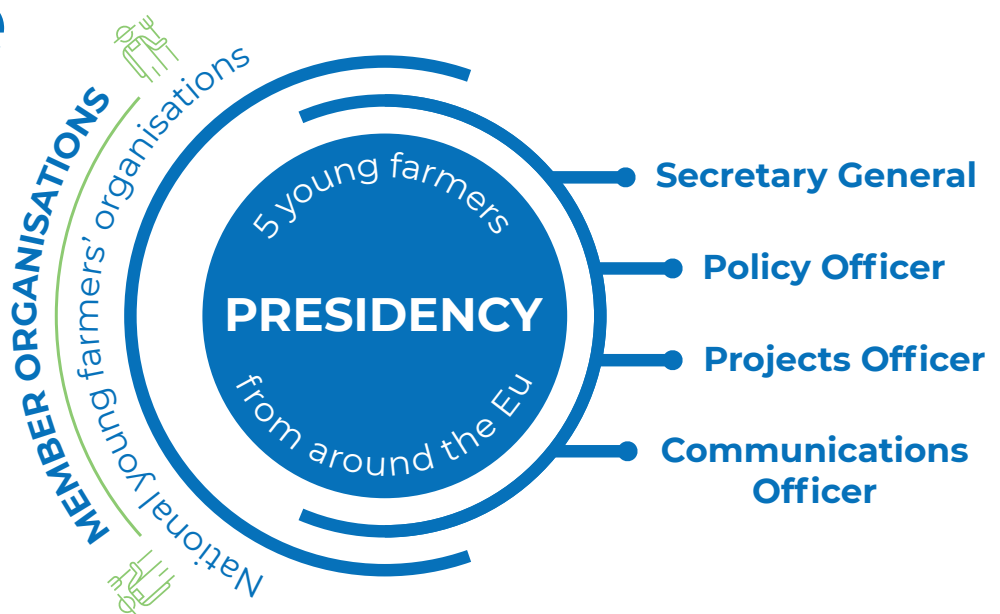 MEMBER ORGANISATIONS
National young farmers' organisations
5 young farmers
PRESIDENCY
from around the Eu
Secretary General
Policy Officer
Projects Officer
Communications
Officer